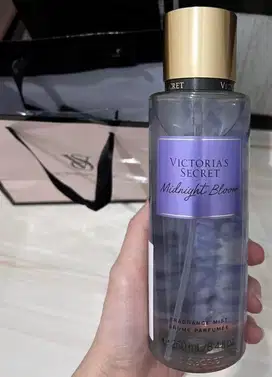 VICTORIA'S
SECRET
Midnight Bloom
FRAGRANCE MIST
BRUME PARFUMÉE